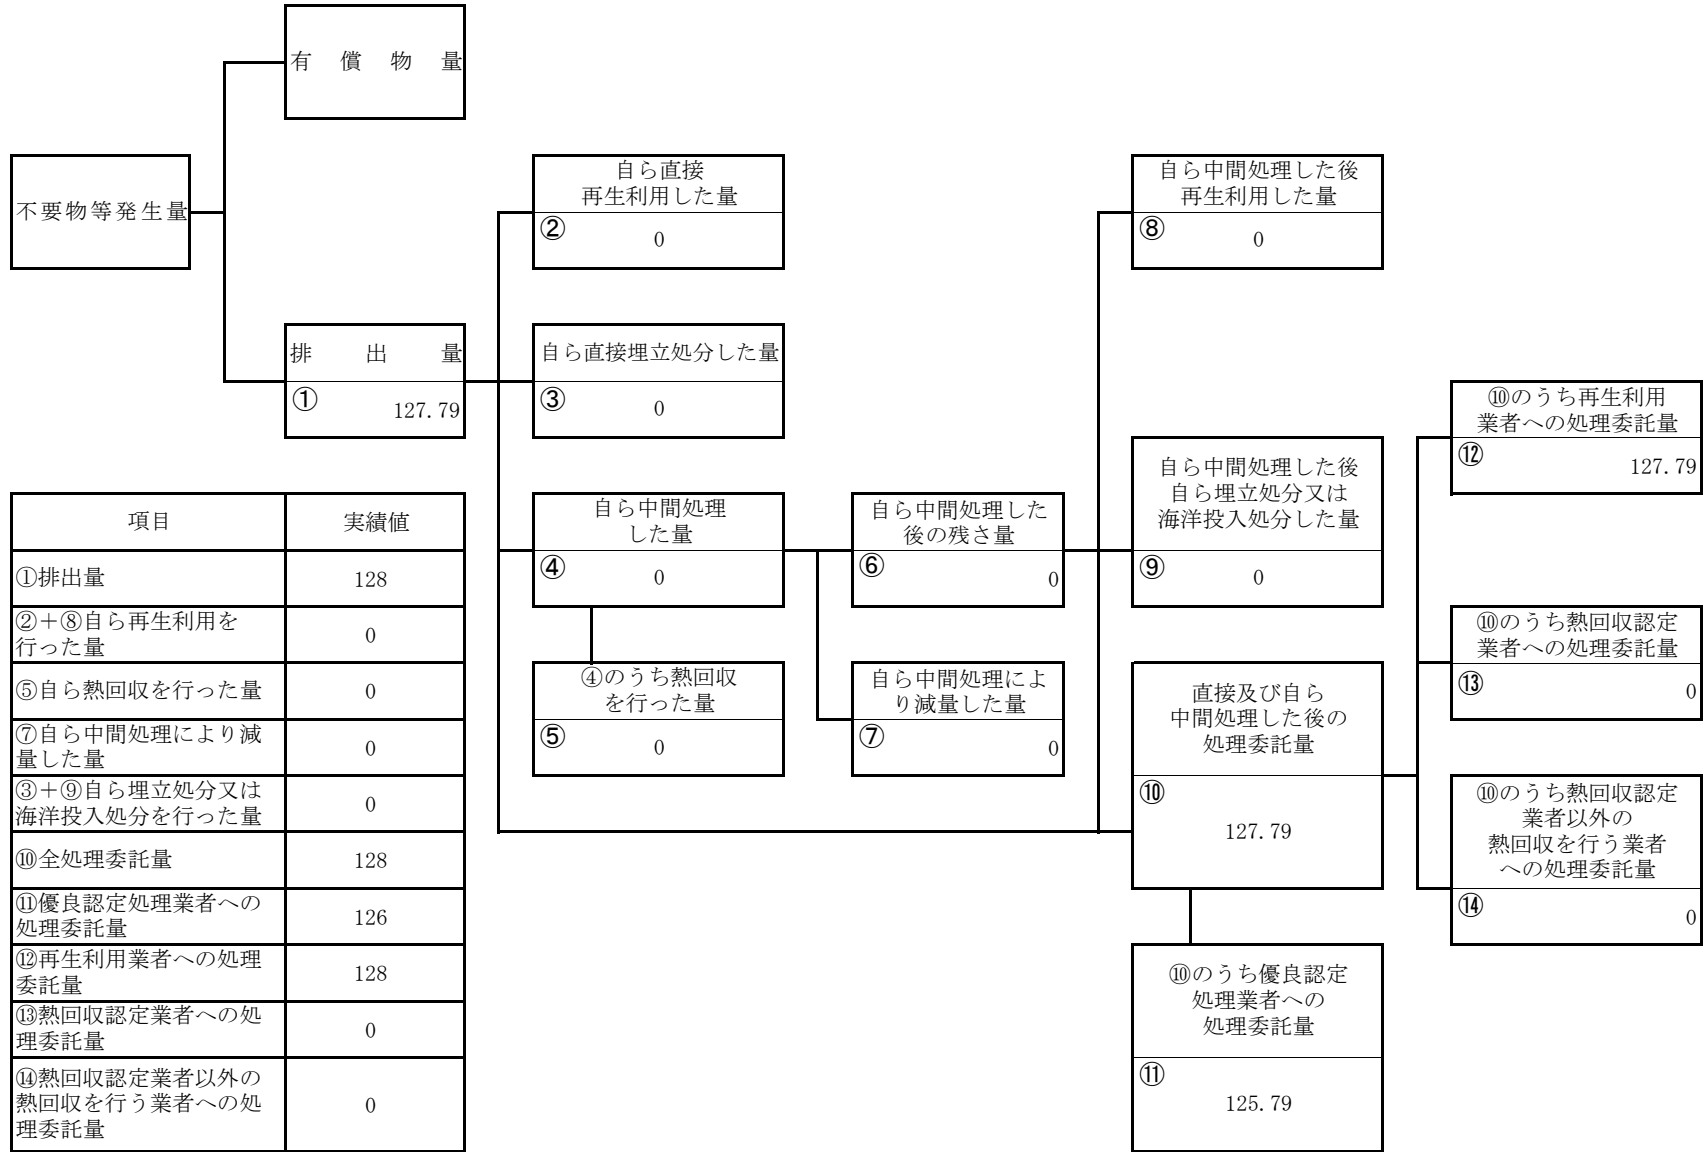 有償物量
不要物等発生量
排出量
① 127.79
自ら直接
再生利用した量
② 0
自ら直接埋立処分した量
③ 0
自ら中間処理
した量
④ 0
④のうち熱回収
を行った量
⑤ 0
自ら中間処理した
後の残さ量
⑥ 0
自ら中間処理によ
り減量した量
⑦ 0
自ら中間処理した後
再生利用した量
⑧ 0
自ら中間処理した後
自ら埋立処分又は
海洋投入処分した量
⑨ 0
直接及び自ら
中間処理した後の
処理委託量
⑩
127.79
⑩のうち優良認定
処理業者への
処理委託量
⑪
125.79
⑩のうち再生利用
業者への処理委託量
⑫ 127.79
⑩のうち熱回収認定
業者への処理委託量
⑬ 0
⑩のうち熱回収認定
業者以外の
熱回収を行う業者
への処理委託量
⑭ 0
項目 実績値
①排出量 128
②＋⑧自ら再生利用を
行った量 0
⑤自ら熱回収を行った量 0
⑦自ら中間処理により減
量した量 0
③＋⑨自ら埋立処分又は
海洋投入処分を行った量 0
⑩全処理委託量 128
⑪優良認定処理業者への
処理委託量 126
⑫再生利用業者への処理
委託量 128
⑬熱回収認定業者への処
理委託量 0
⑭熱回収認定業者以外の
熱回収を行う業者への処
理委託量 0